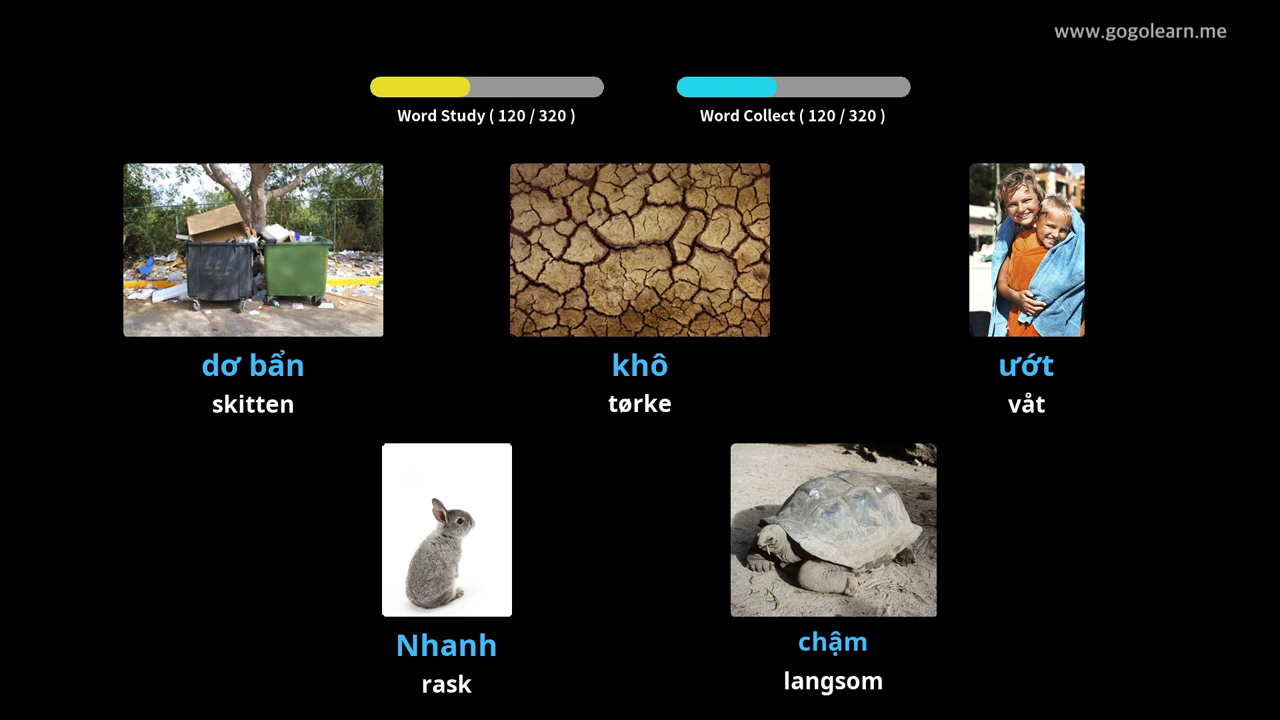 www.gogolearn.me
Word Study ( 120 / 320 )
Word Collect ( 120 / 320 )
dơ bẩn
skitten
khô
tørke
ướt
våt
Nhanh
rask
chậm
langsom